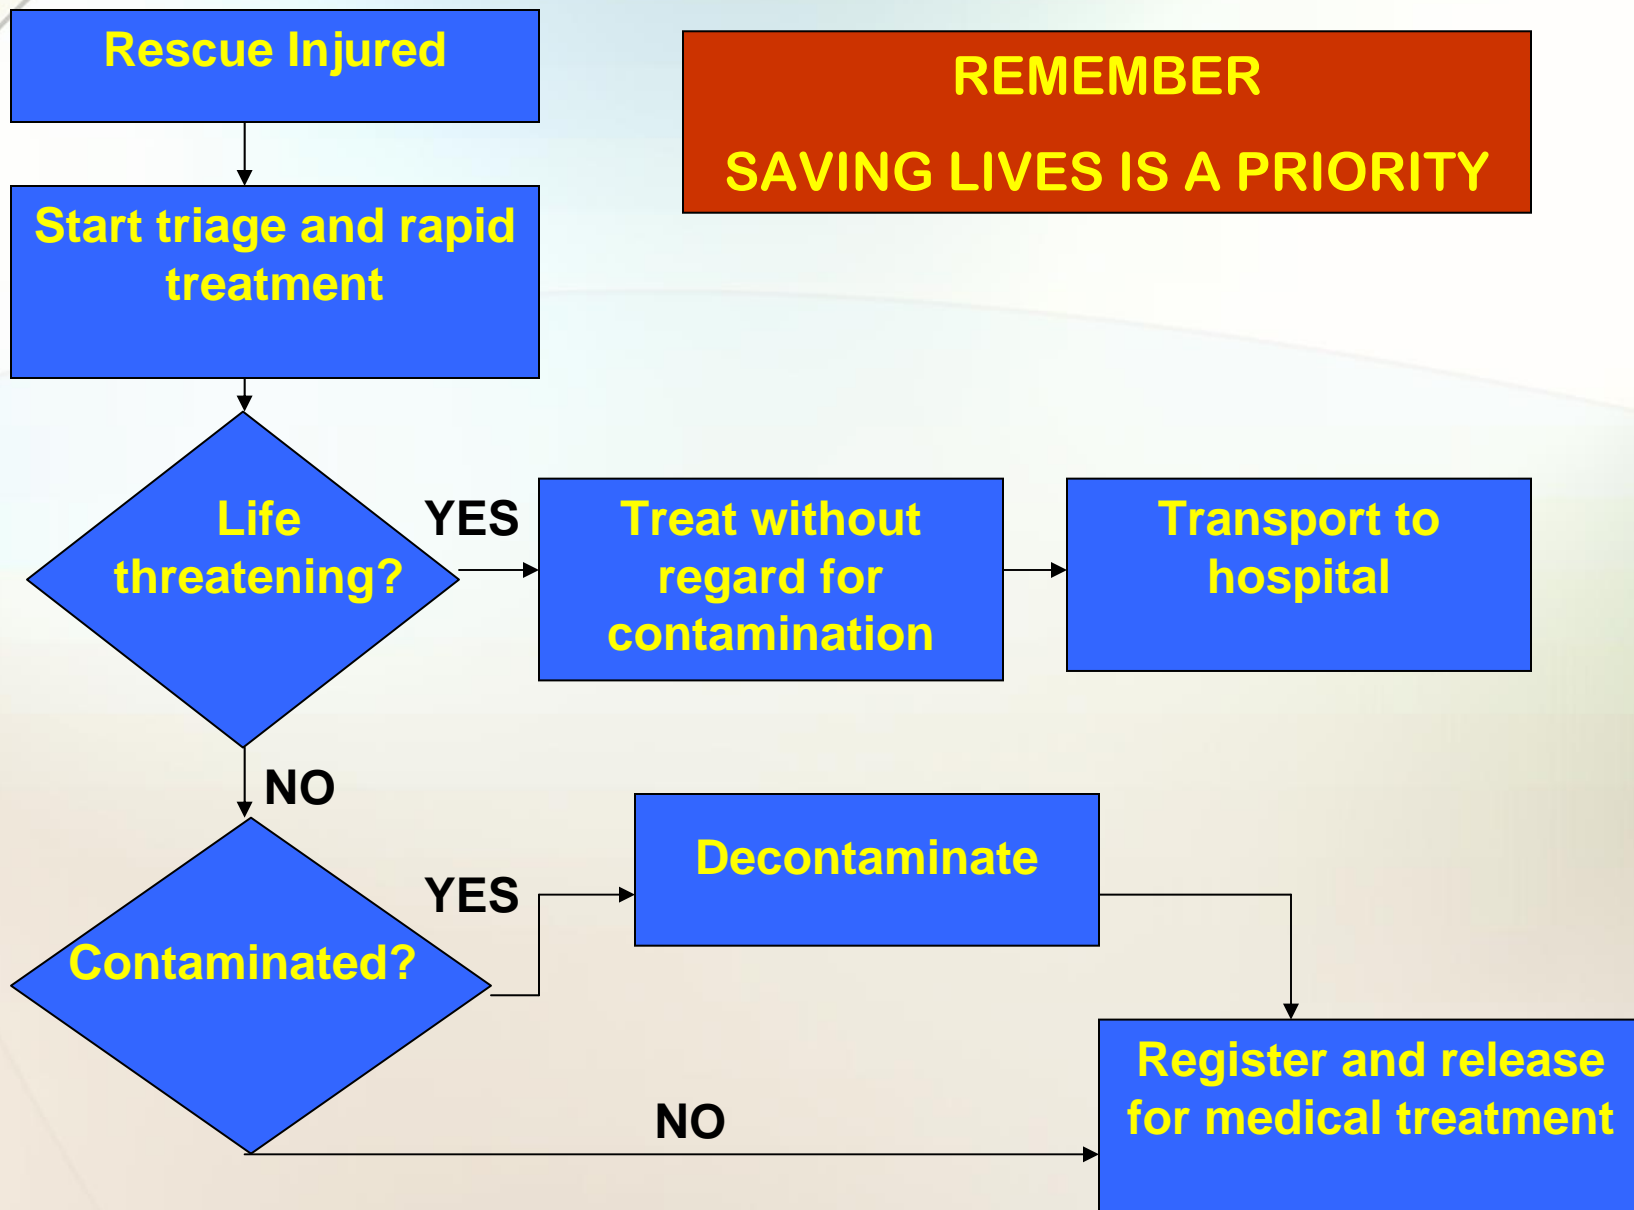 Rescue Injured
REMEMBER
SAVING LIVES IS A PRIORITY
Start triage and rapid
treatment
Life
threatening?
YES
Treat without
regard for
contamination
Transport to
hospital
NO
Contaminated?
YES
Decontaminate
NO
Register and release
for medical treatment